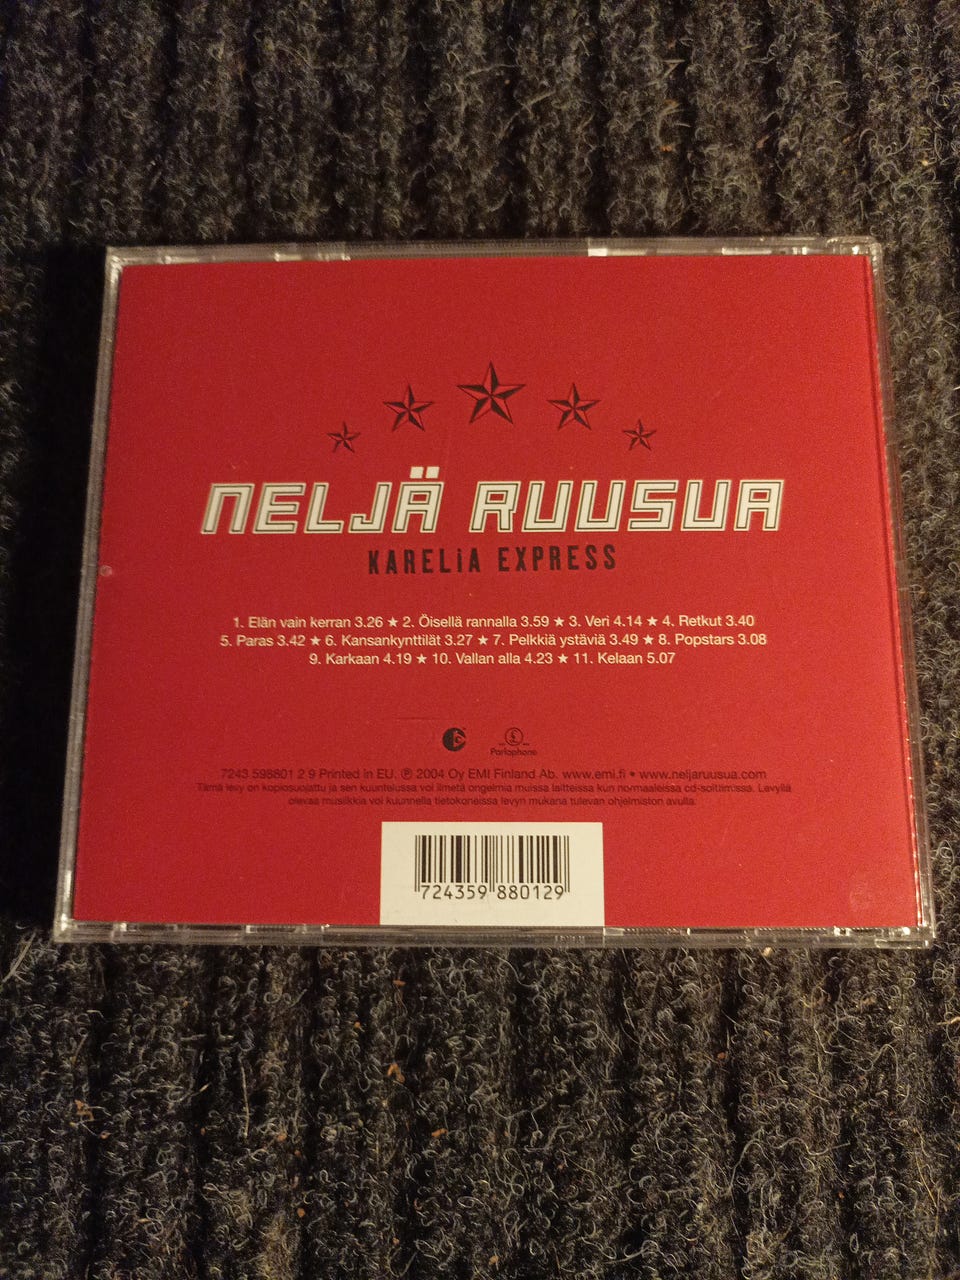 NELJÄ RUUSUA
KARELiA EXPRESS
1. Elän vain kerran 3.26 ★ 2. Öisellä rannalla 3.59 ★ 3. Veri 4.14 ★ 4. Retkut 3.40
5. Paras 3.42 ★ 6. Kansankynttilät 3.27 ★ 7. Pelkkiä ystäviä 3.49 ★ 8. Popstars 3.08
9. Karkaan 4.19 ★ 10. Vallan alla 4.23 ★ 11. Kelaan 5.07
Parlophone
7243 598801 2 9 Printed in EU. ℗ 2004 Oy EMI Finland Ab. www.emi.fi • www.neljaruusua.com
Tämä levy on kopiosuojattu ja sen kuuntelussa voi ilmetä ongelmia muissa laitteissa kun normaaleissa cd-soittimissa. Levyllä
olevaa musiikkia voi kuunnella tietokoneissa levyn mukana tulevan ohjelmiston avulla.
724359 880129